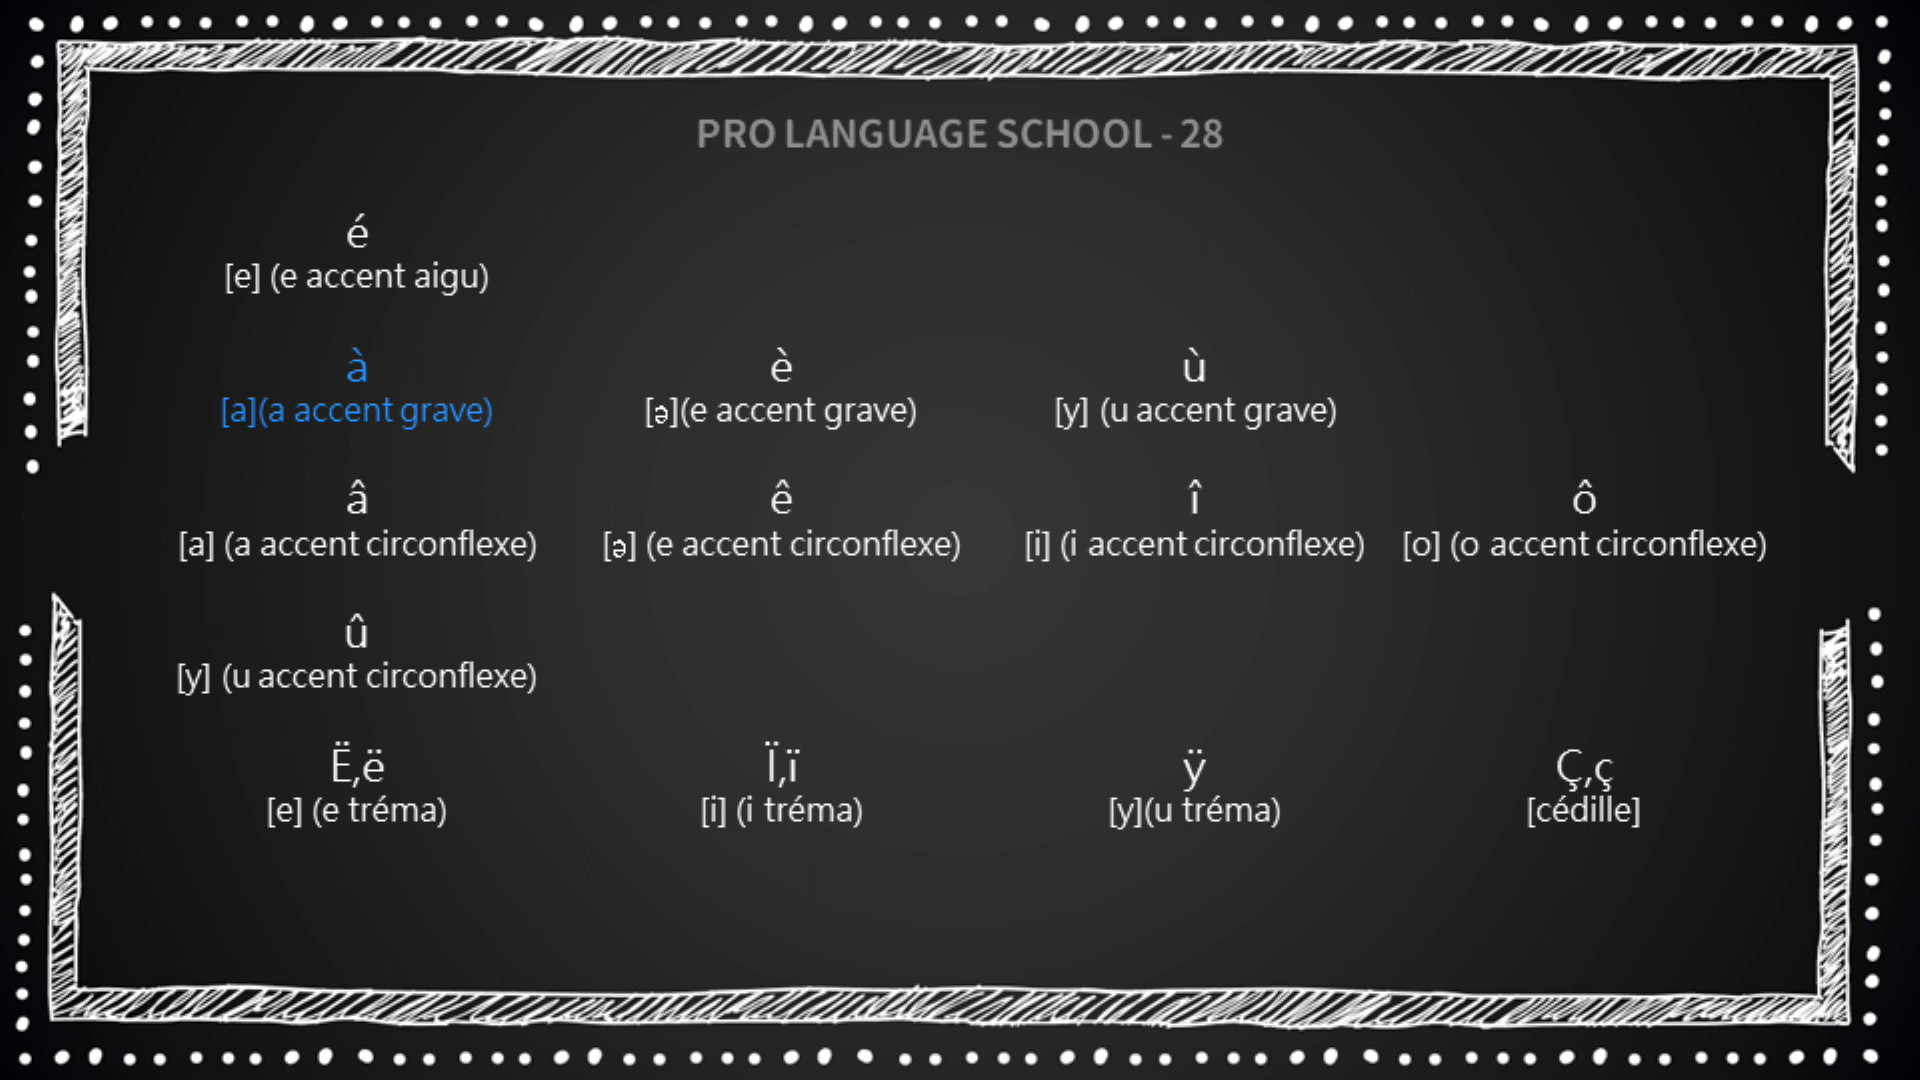 PRO LANGUAGE SCHOOL - 28
é
[e] (e accent aigu)
à è ù
[a](a accent grave) [ə](e accent grave) [y] (u accent grave)
â ê î ô
[a] (a accent circonflexe) [ə] (e accent circonflexe) [i] (i accent circonflexe) [o] (o accent circonflexe)
û
[y] (u accent circonflexe)
Ë,ë Ï,ï ÿ Ç,ç
[e] (e tréma) [i] (i tréma) [y](u tréma) [cédille]